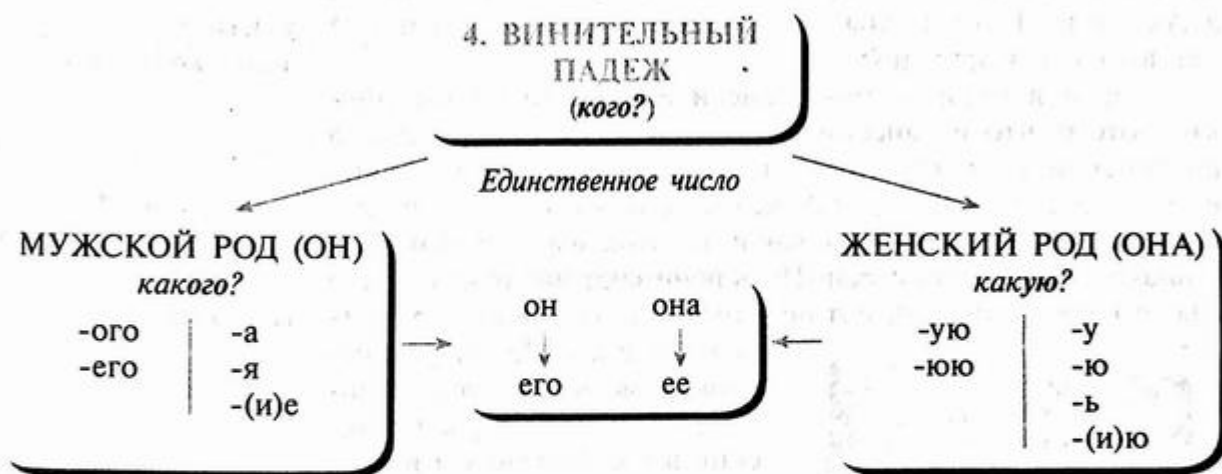 4. ВИНИТЕЛЬНЫЙ
ПАДЕЖ
(кого?)
Единственное число
МУЖСКОЙ РОД (ОН)
какого?
-ого -а
-его -я
-(и)е
он она
его ее
ЖЕНСКИЙ РОД (ОНА)
какую?
-ую -у
-юю -ю
-ь
-(и)ю